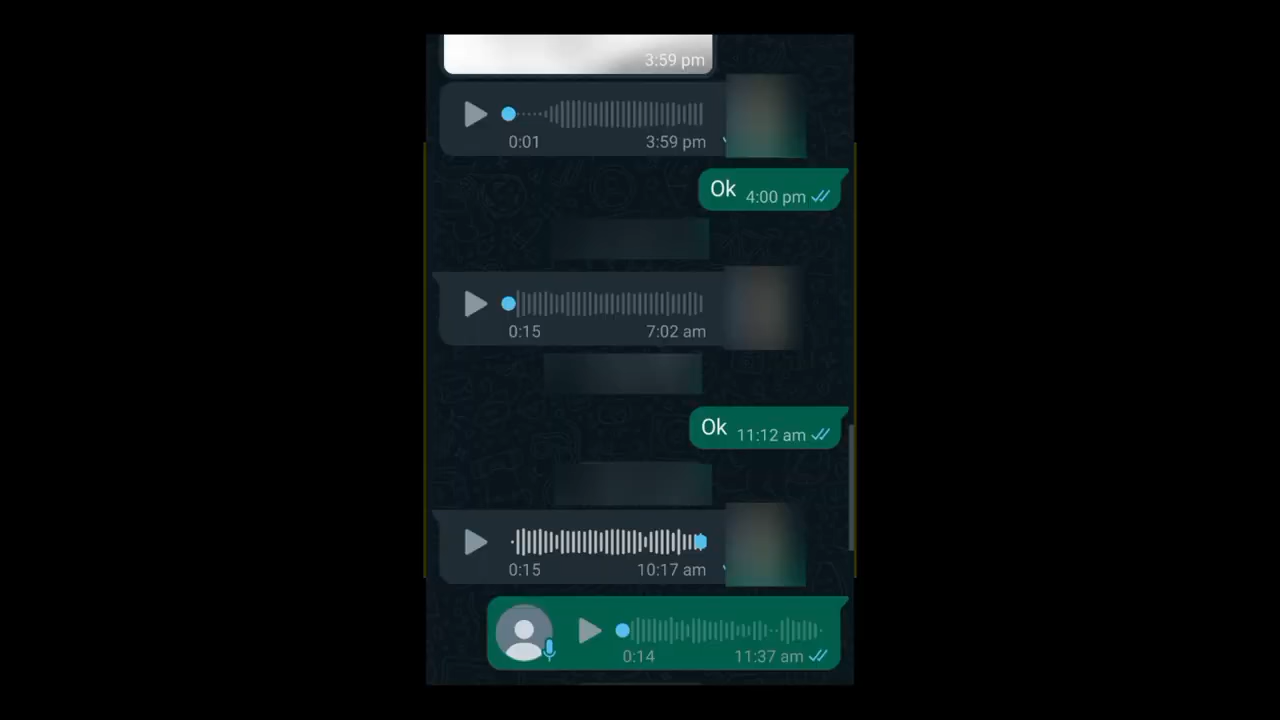 3:59 pm
0:01 3:59 pm
Ok 4:00 pm
0:15 7:02 am
Ok 11:12 am
0:15 10:17 am
0:14 11:37 am